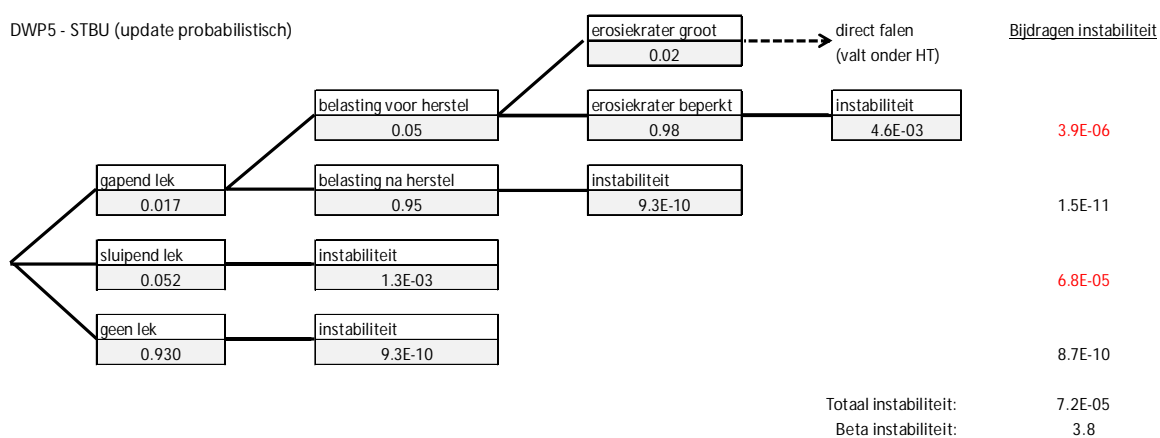 DWP5 - STBU (update probabilistisch)
erosiekrater groot
0.02
direct falen
(valt onder HT)
Bijdragen instabiliteit
belasting voor herstel
0.05
erosiekrater beperkt
0.98
instabiliteit
4.6E-03
3.9E-06
gapend lek
0.017
belasting na herstel
0.95
instabiliteit
9.3E-10
1.5E-11
sluipend lek
0.052
instabiliteit
1.3E-03
6.8E-05
geen lek
0.930
instabiliteit
9.3E-10
8.7E-10
Totaal instabiliteit: 7.2E-05
Beta instabiliteit: 3.8